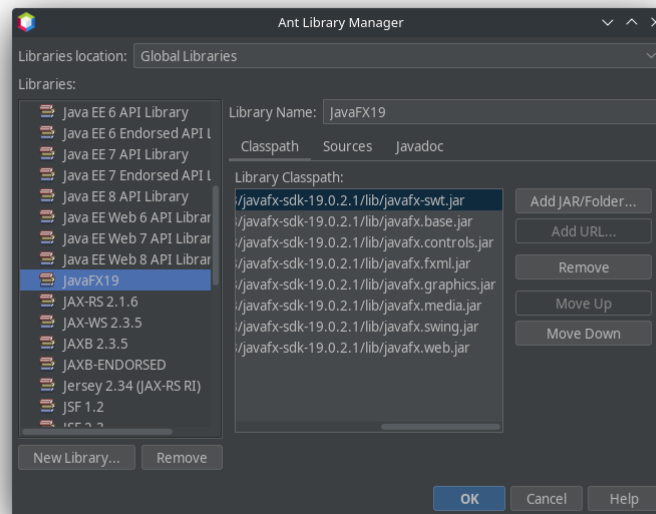 Ant Library Manager
Libraries location: Global Libraries
Libraries:
Java EE 6 API Library
Java EE 6 Endorsed API L
Java EE 7 API Library
Java EE 7 Endorsed API L
Java EE 8 API Library
Java EE Web 6 API Librar
Java EE Web 7 API Librar
Java EE Web 8 API Librar
JavaFX19
JAX-RS 2.1.6
JAX-WS 2.3.5
JAXB 2.3.5
JAXB-ENDORSED
Jersey 2.34 (JAX-RS RI)
JSF 1.2
New Library... Remove
Library Name: JavaFX19
Classpath Sources Javadoc
Library Classpath:
/javafx-sdk-19.0.2.1/lib/javafx-swt.jar
/javafx-sdk-19.0.2.1/lib/javafx.base.jar
/javafx-sdk-19.0.2.1/lib/javafx.controls.jar
/javafx-sdk-19.0.2.1/lib/javafx.fxml.jar
/javafx-sdk-19.0.2.1/lib/javafx.graphics.jar
/javafx-sdk-19.0.2.1/lib/javafx.media.jar
/javafx-sdk-19.0.2.1/lib/javafx.swing.jar
/javafx-sdk-19.0.2.1/lib/javafx.web.jar
Add JAR/Folder...
Add URL...
Remove
Move Up
Move Down
OK Cancel Help